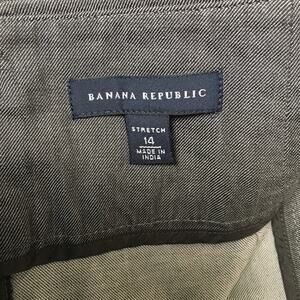 BANANA REPUBLIC
STRETCH
14
MADE IN
INDIA